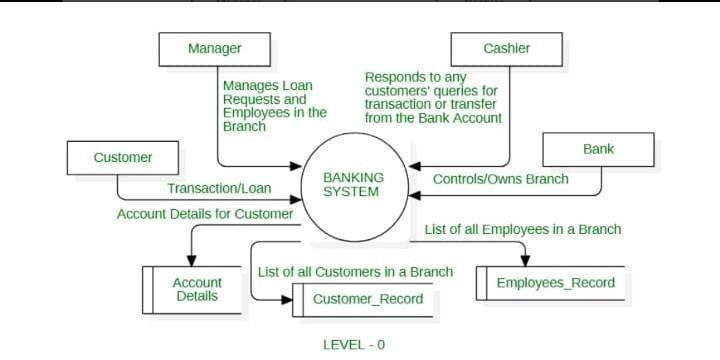 Manager
Cashier
Manages Loan
Requests and
Employees in the
Branch
Responds to any
customers' queries for
transaction or transfer
from the Bank Account
Customer
Bank
BANKING
SYSTEM
Transaction/Loan
Controls/Owns Branch
Account Details for Customer
List of all Employees in a Branch
Account
Details
List of all Customers in a Branch
Customer_Record
Employees_Record
LEVEL - 0